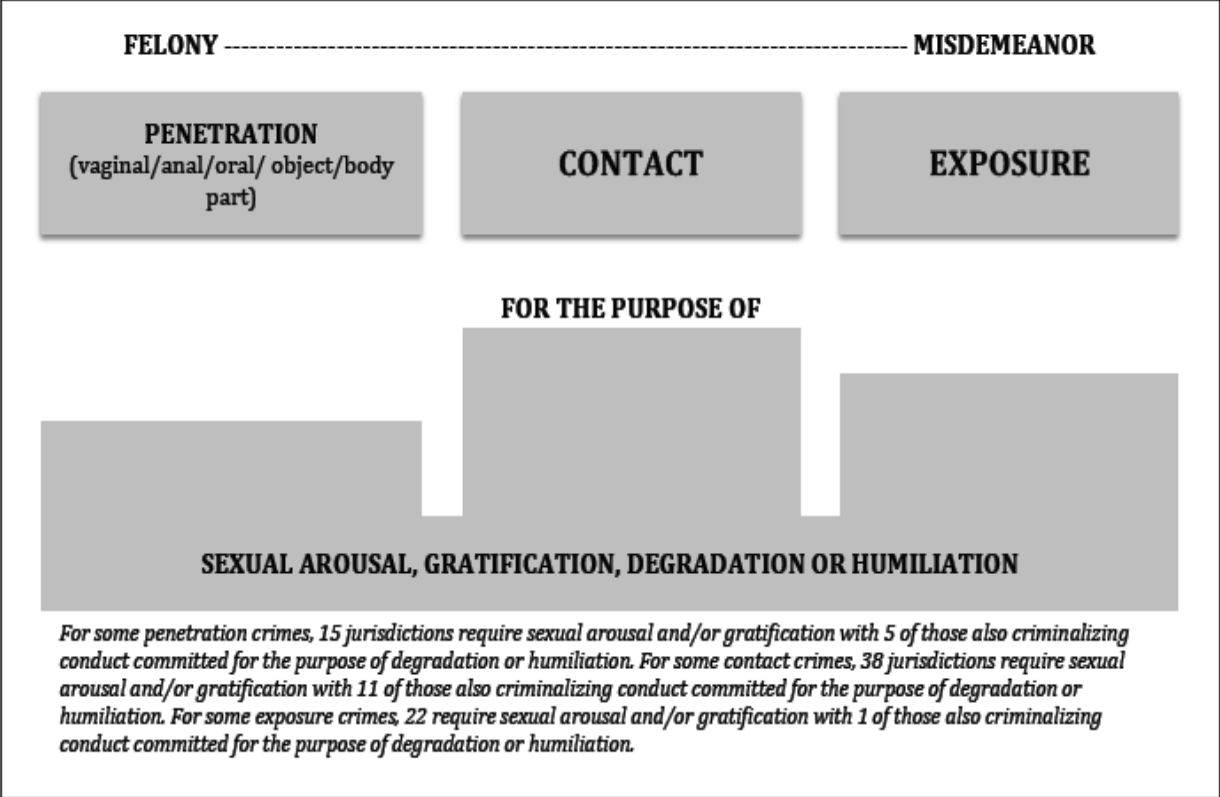 FELONY ---------------------------------------------------------------------------------- MISDEMEANOR
PENETRATION
(vaginal/anal/oral/ object/body
part)
CONTACT
EXPOSURE
FOR THE PURPOSE OF
SEXUAL AROUSAL, GRATIFICATION, DEGRADATION OR HUMILIATION
For some penetration crimes, 15 jurisdictions require sexual arousal and/or gratification with 5 of those also criminalizing
conduct committed for the purpose of degradation or humiliation. For some contact crimes, 38 jurisdictions require sexual
arousal and/or gratification with 11 of those also criminalizing conduct committed for the purpose of degradation or
humiliation. For some exposure crimes, 22 require sexual arousal and/or gratification with 1 of those also criminalizing
conduct committed for the purpose of degradation or humiliation.